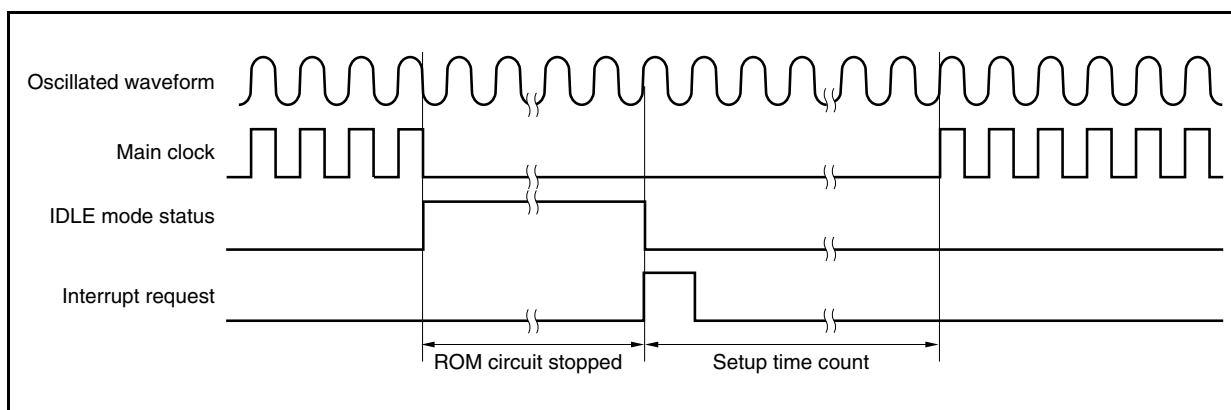 Oscillated waveform
Main clock
IDLE mode status
Interrupt request
ROM circuit stopped
Setup time count